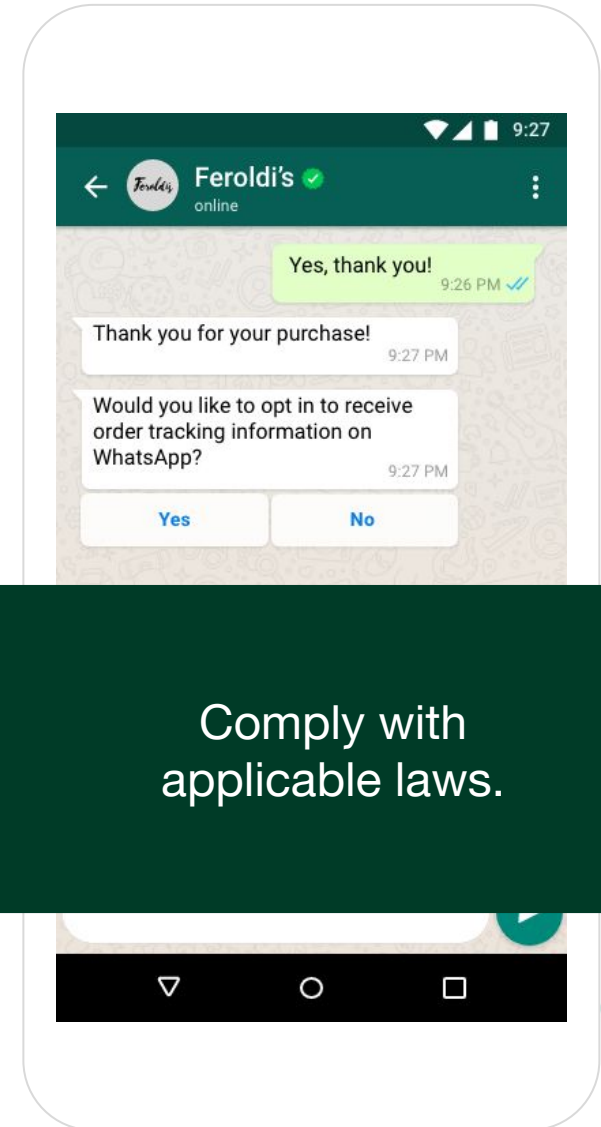 9:27
Feroldi's
Feroldi's
online
Yes, thank you!
9:26 PM
Thank you for your purchase!
9:27 PM
Would you like to opt in to receive
order tracking information on
WhatsApp?
9:27 PM
Yes No
Comply with
applicable laws.